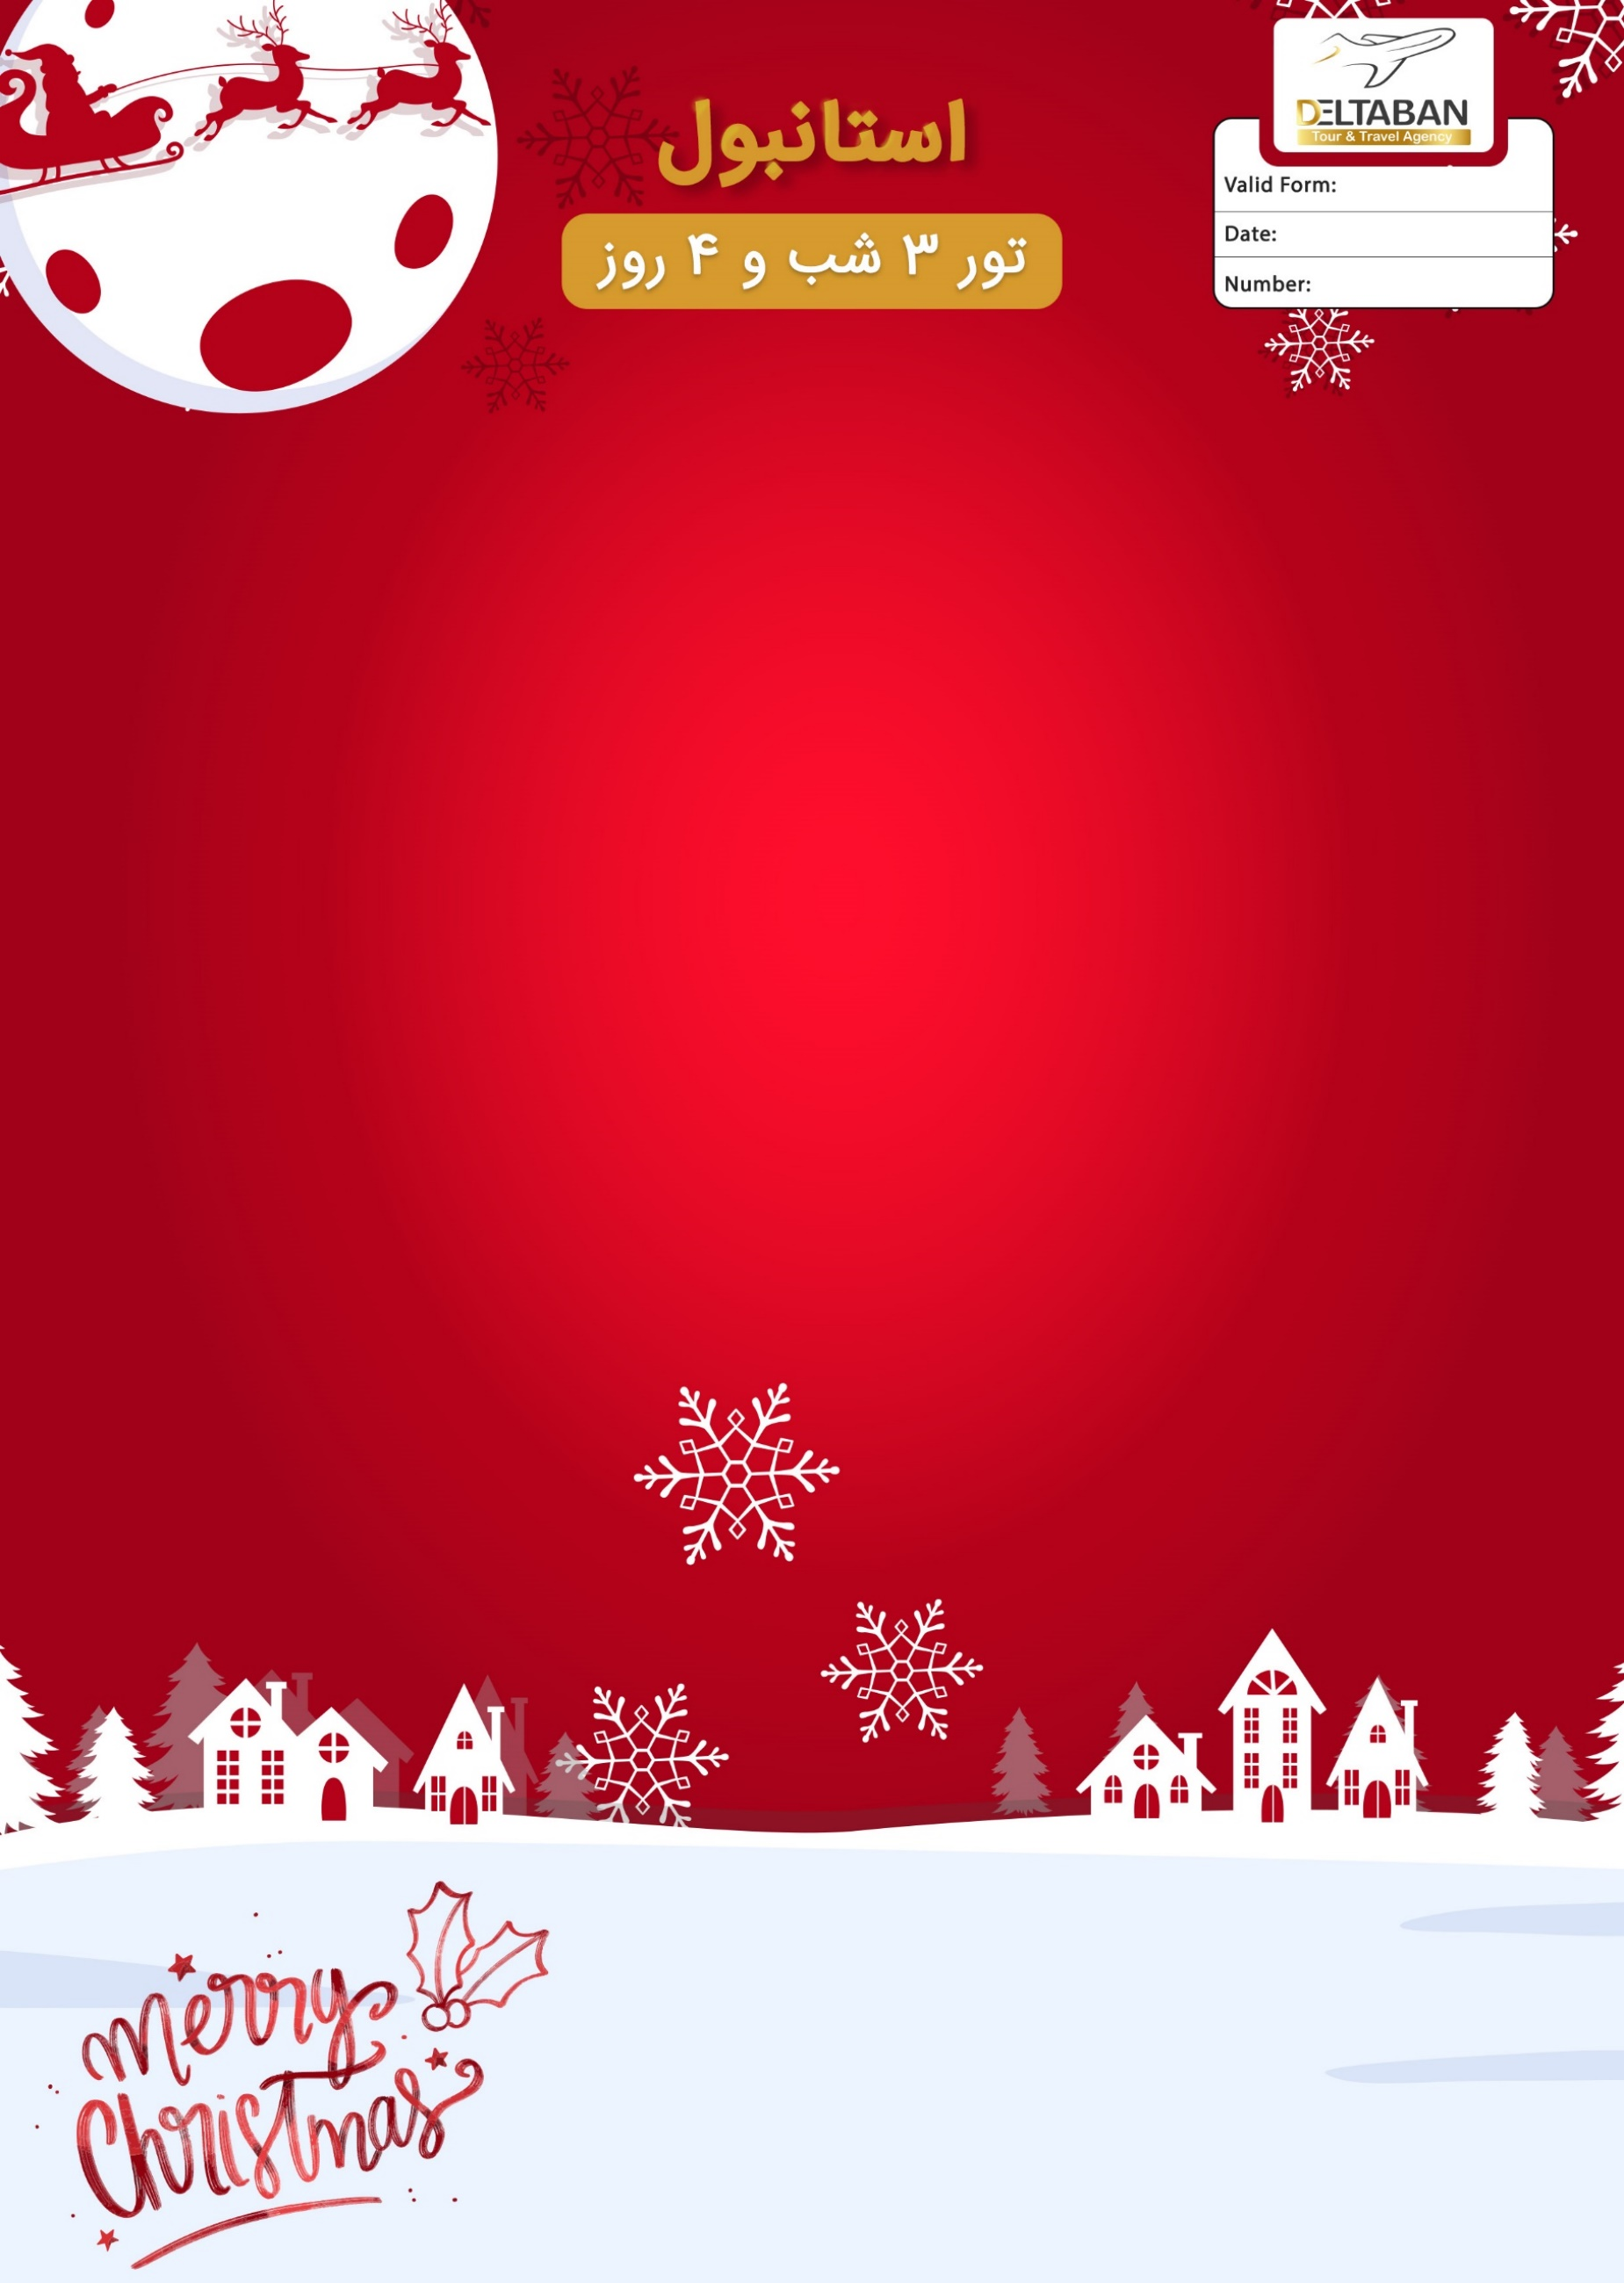 استانبول
تور ۳ شب و ۴ روز
DELTABAN
Tour & Travel Agency
Valid Form:
Date:
Number:
merry
Christmas